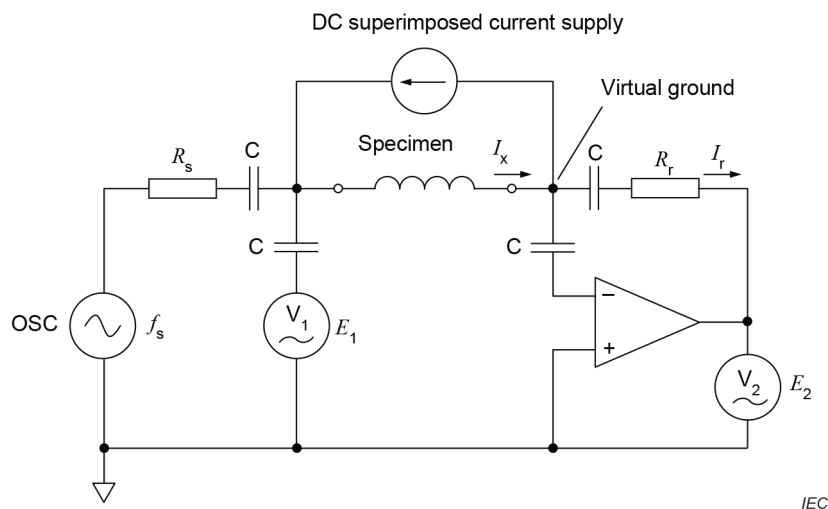 DC superimposed current supply
Virtual ground
Specimen
Rs
C
Ix
C
Rr
Ir
C
C
OSC
fs
V1
E1
−
+
V2
E2
IEC